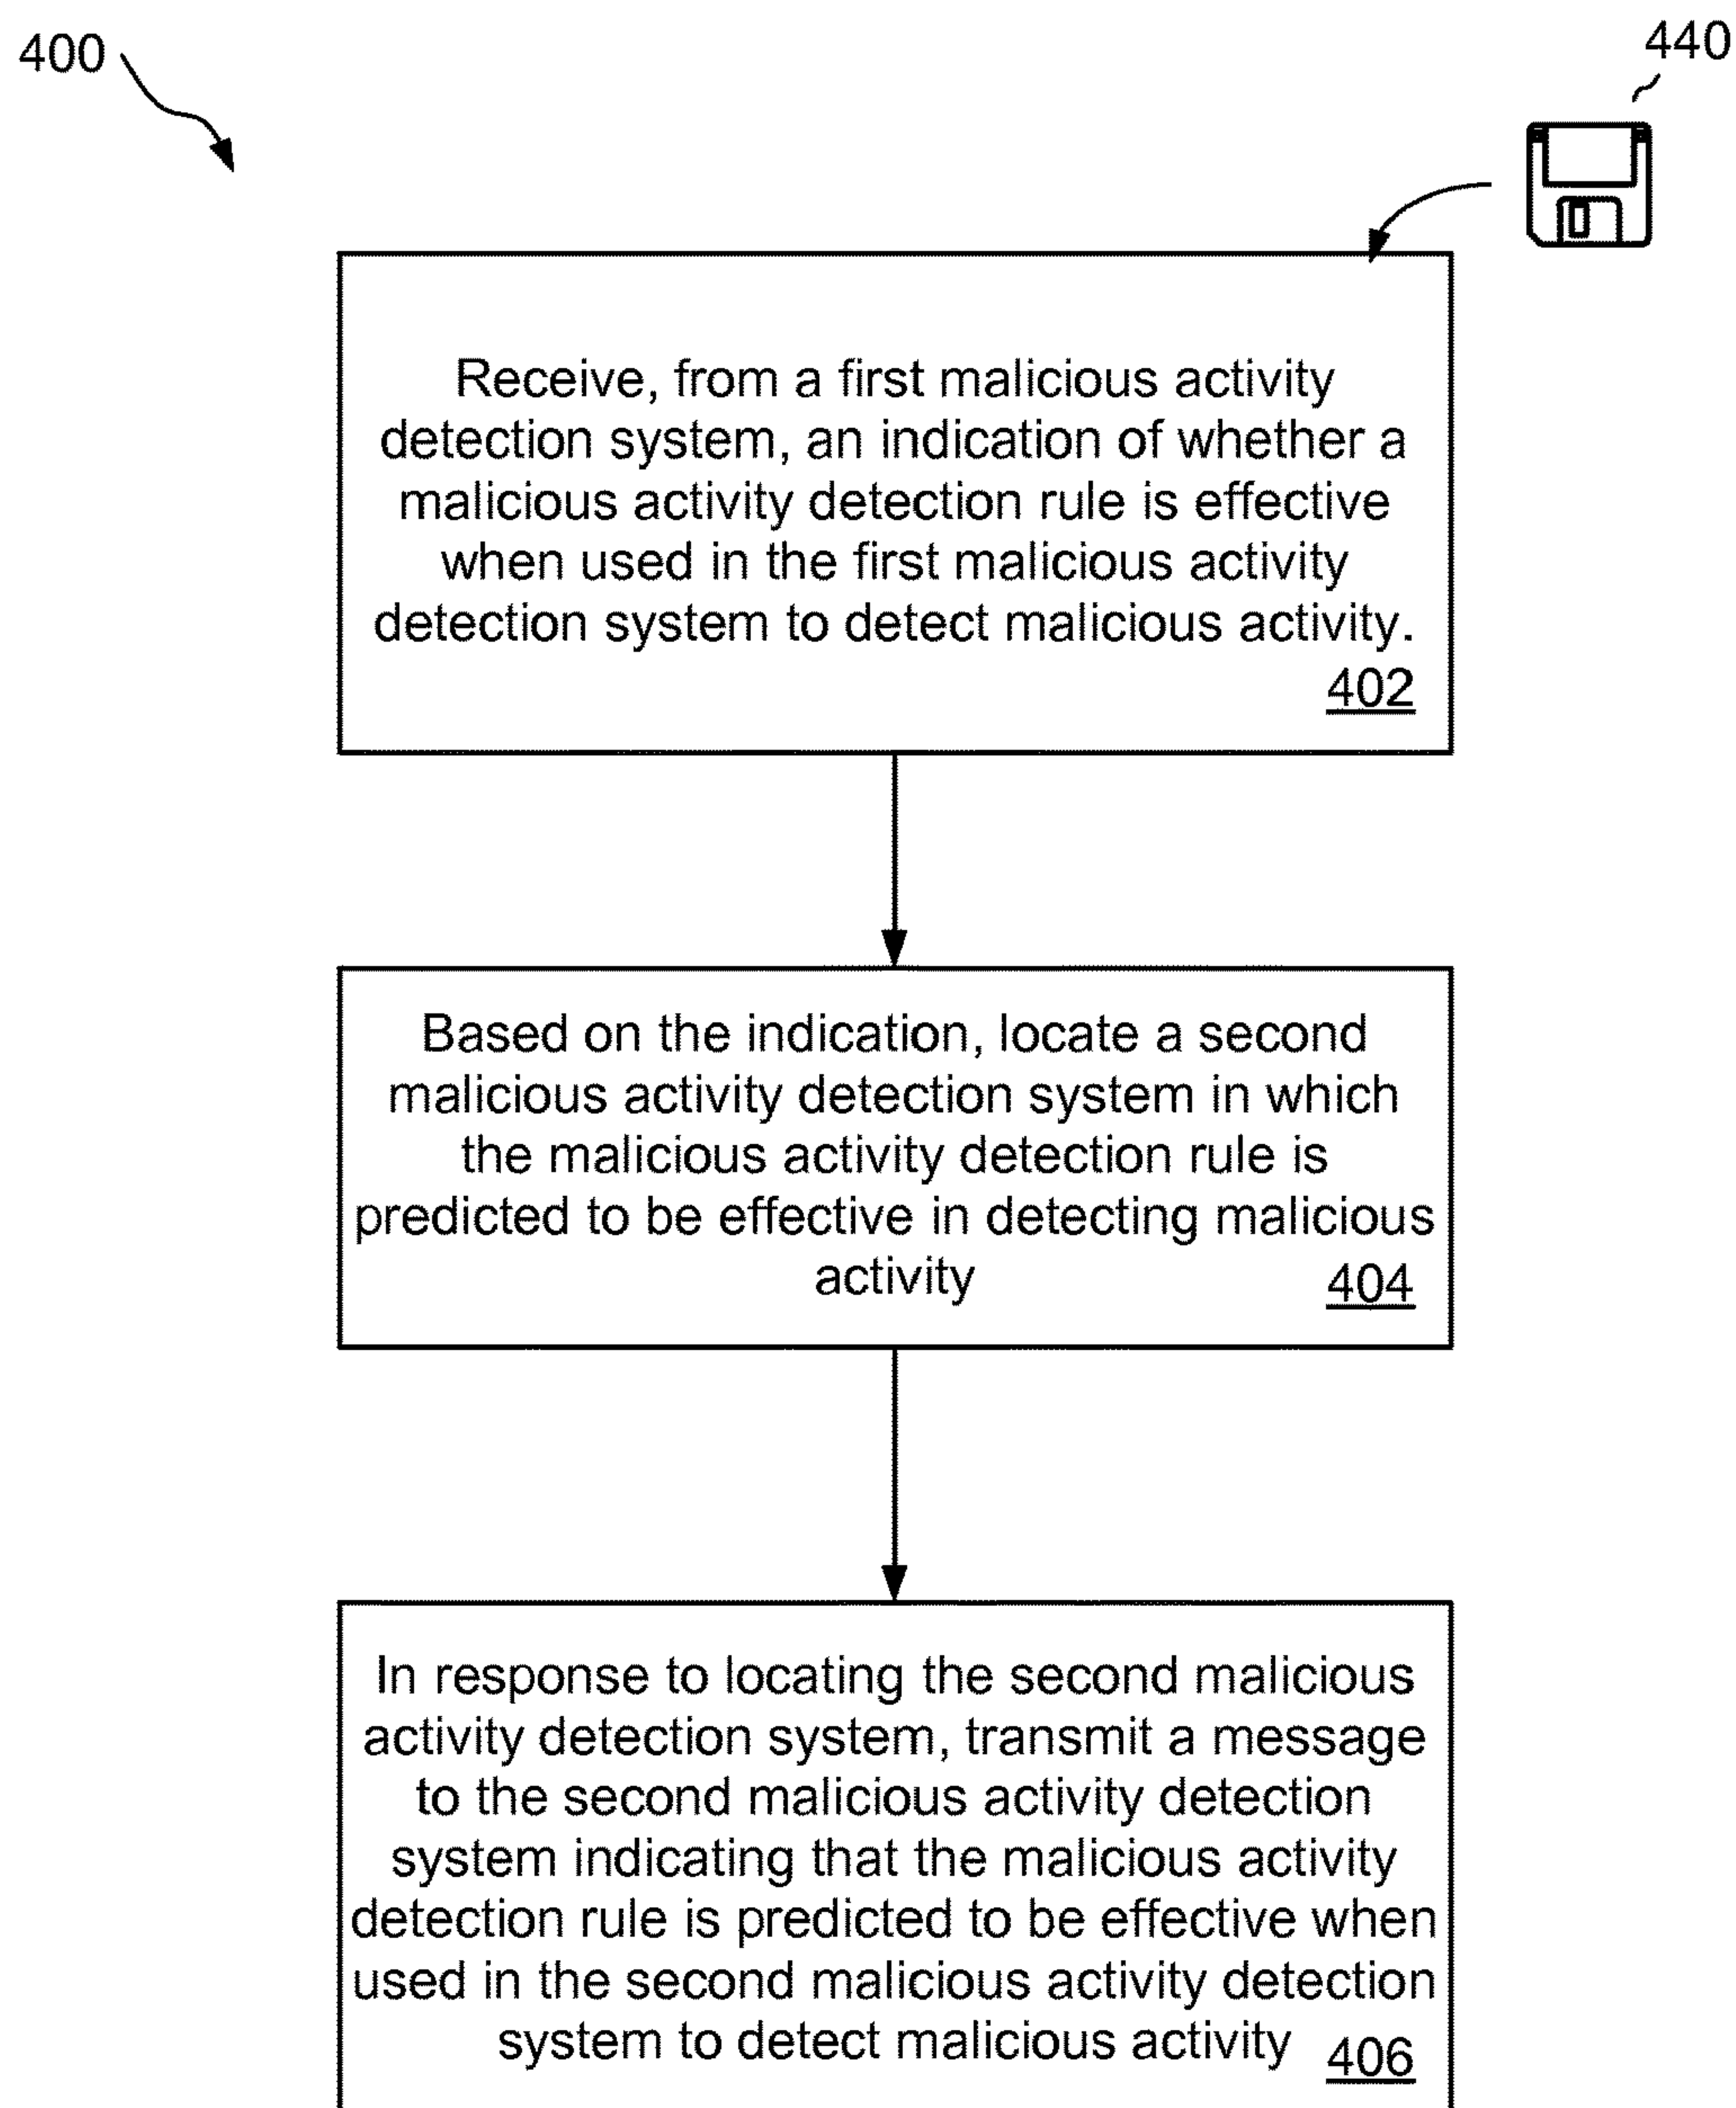 400
440
Receive, from a first malicious activity
detection system, an indication of whether a
malicious activity detection rule is effective
when used in the first malicious activity
detection system to detect malicious activity.
402
Based on the indication, locate a second
malicious activity detection system in which
the malicious activity detection rule is
predicted to be effective in detecting malicious
activity
404
In response to locating the second malicious
activity detection system, transmit a message
to the second malicious activity detection
system indicating that the malicious activity
detection rule is predicted to be effective when
used in the second malicious activity detection
system to detect malicious activity
406